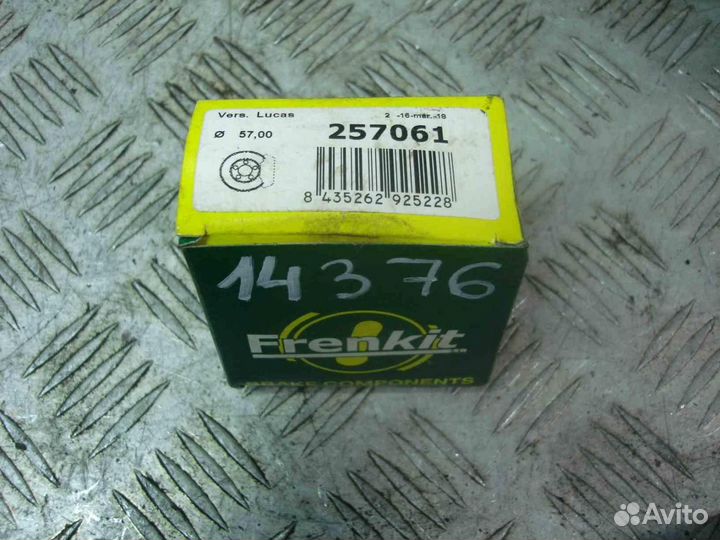 Vers. Lucas 2 -16-mar.-18
Ø 57,00 257061
8 435262 925228
14376
Frenkit
BRAKE COMPONENTS
Avito